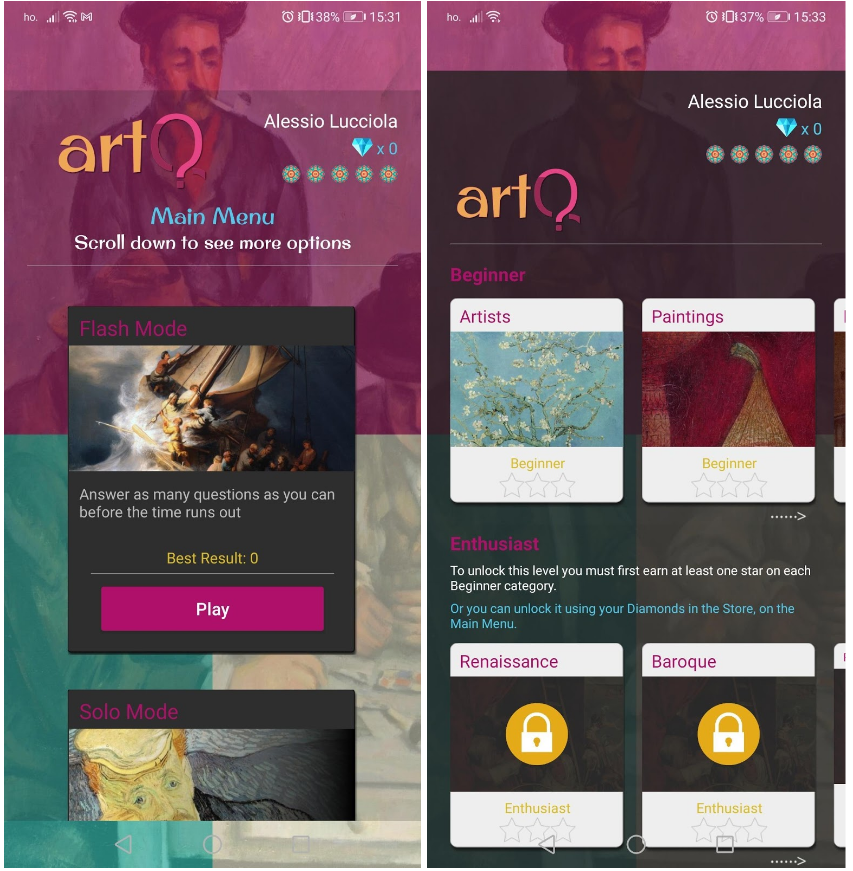 ho.
38%
15:31
artQ
Alessio Lucciola
x 0
Main Menu
Scroll down to see more options
Flash Mode
Answer as many questions as you can
before the time runs out
Best Result: 0
Play
Solo Mode
ho.
37%
15:33
Alessio Lucciola
x 0
artQ
Beginner
Artists
Paintings
Beginner
Beginner
······>
Enthusiast
To unlock this level you must first earn at least one star on each
Beginner category.
Or you can unlock it using your Diamonds in the Store, on the
Main Menu.
Renaissance
Baroque
Enthusiast
Enthusiast
······>